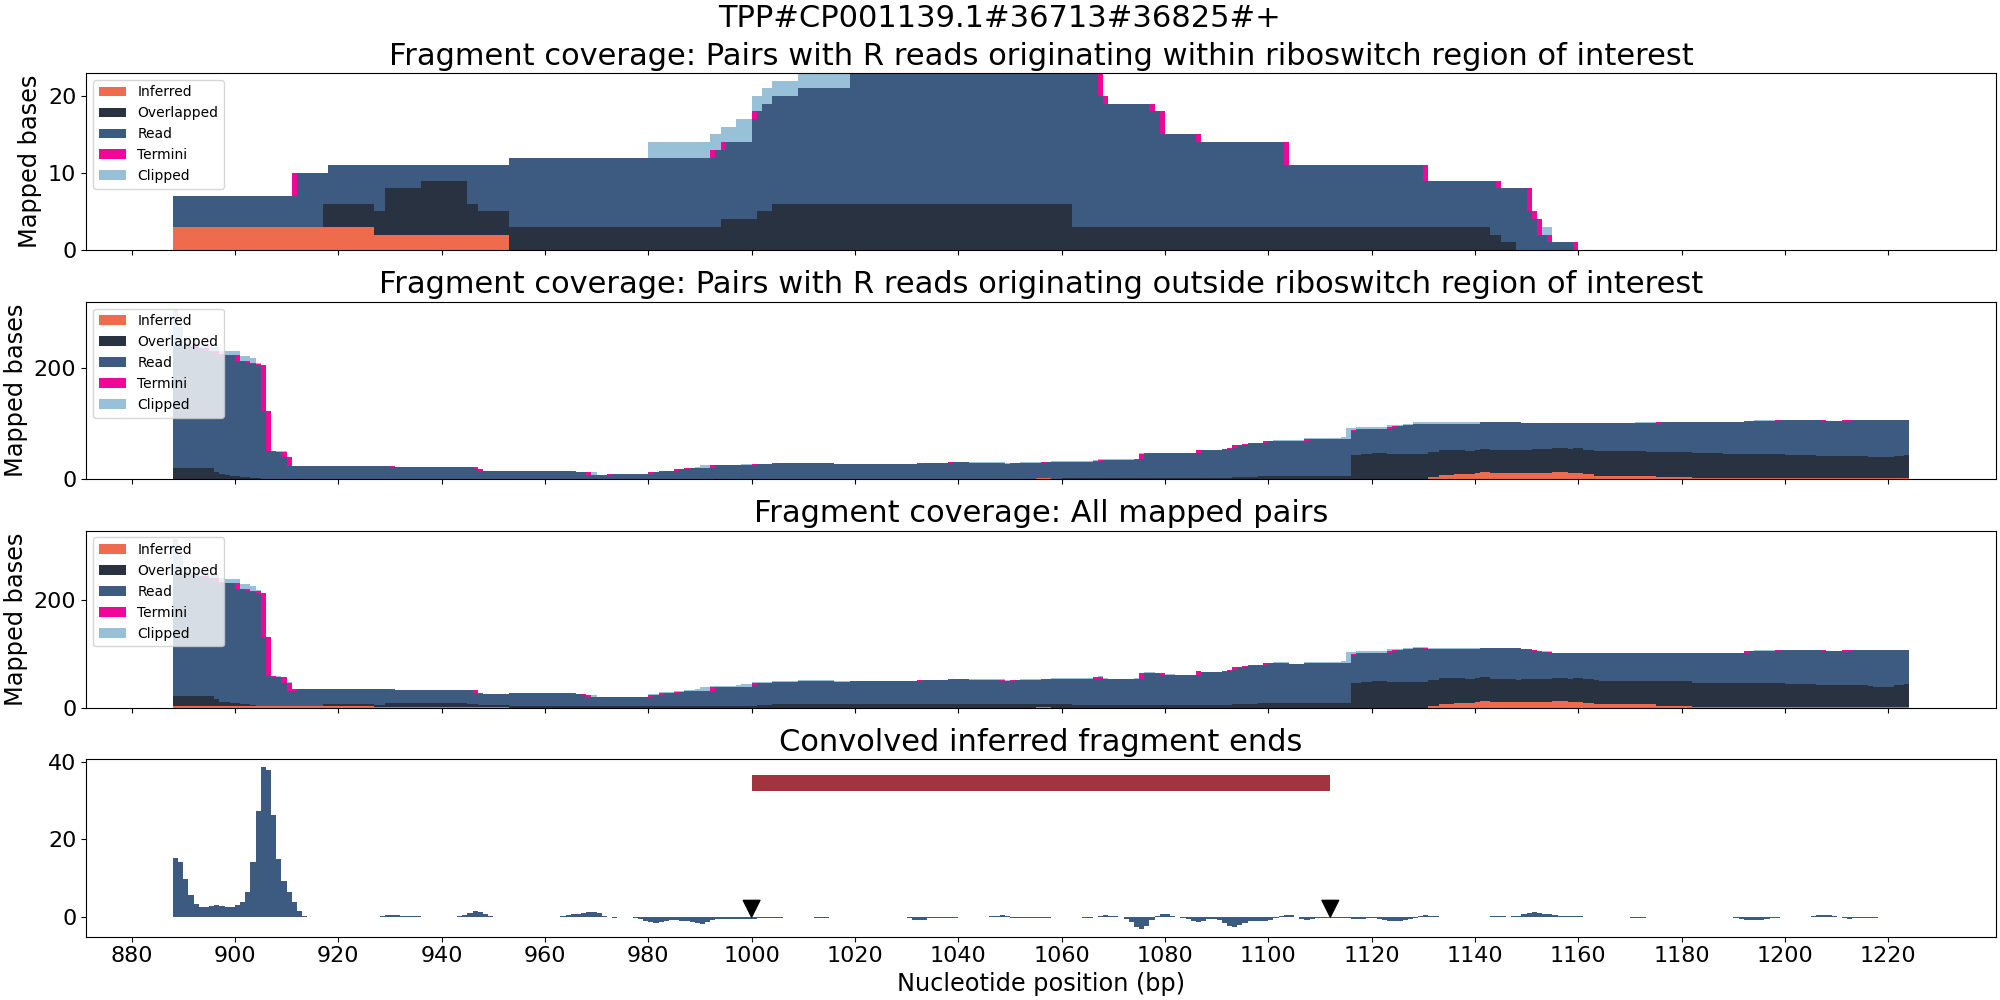 TPP#CP001139.1#36713#36825#+
Fragment coverage: Pairs with R reads originating within riboswitch region of interest
Mapped bases
20
10
0
Inferred
Overlapped
Read
Termini
Clipped
Fragment coverage: Pairs with R reads originating outside riboswitch region of interest
Mapped bases
200
0
Inferred
Overlapped
Read
Termini
Clipped
Fragment coverage: All mapped pairs
Mapped bases
200
0
Inferred
Overlapped
Read
Termini
Clipped
Convolved inferred fragment ends
40
20
0
880 900 920 940 960 980 1000 1020 1040 1060 1080 1100 1120 1140 1160 1180 1200 1220
Nucleotide position (bp)